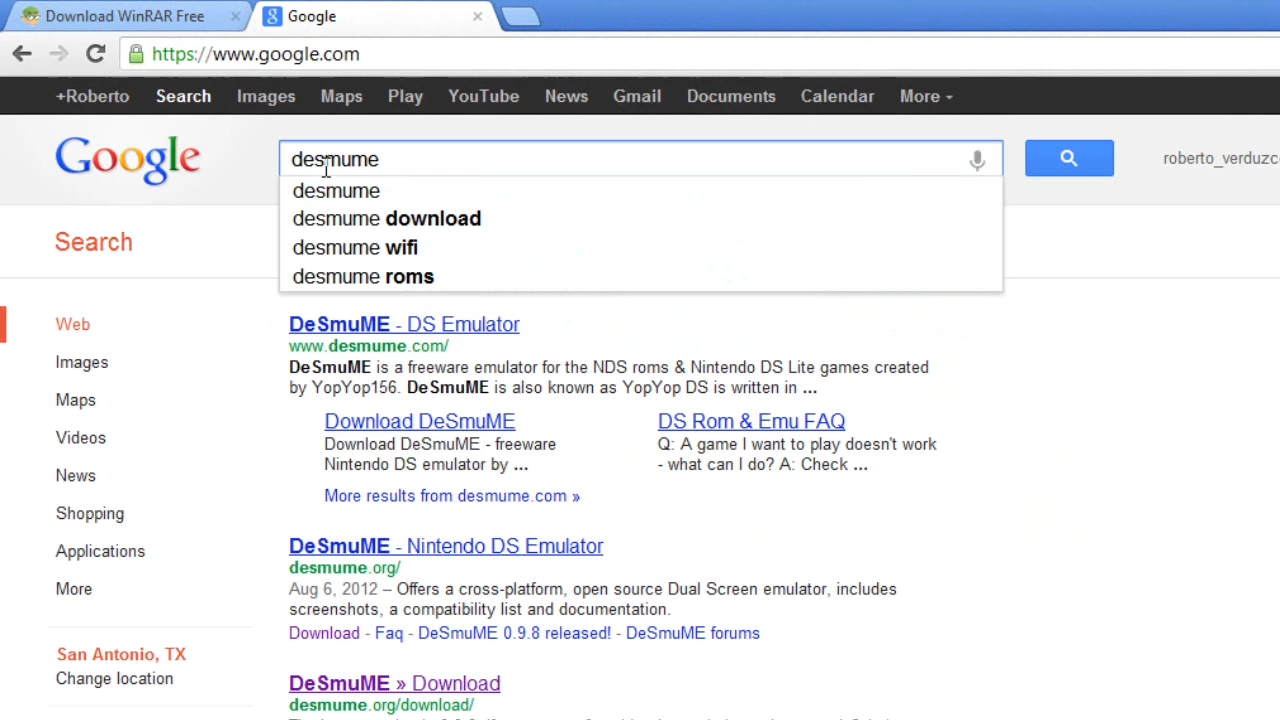 Download WinRAR Free
Google
https://www.google.com
+Roberto Search Images Maps Play YouTube News Gmail Documents Calendar More
Google
desmume
roberto_verduzc
desmume
desmume download
desmume wifi
desmume roms
Search
Web
Images
Maps
Videos
News
Shopping
Applications
More
San Antonio, TX
Change location
DeSmuME - DS Emulator
www.desmume.com/
DeSmuME is a freeware emulator for the NDS roms & Nintendo DS Lite games created
by YopYop156. DeSmuME is also known as YopYop DS is written in ...
Download DeSmuME
Download DeSmuME - freeware
Nintendo DS emulator by ...
DS Rom & Emu FAQ
Q: A game I want to play doesn't work
- what can I do? A: Check ...
More results from desmume.com »
DeSmuME - Nintendo DS Emulator
desmume.org/
Aug 6, 2012 – Offers a cross-platform, open source Dual Screen emulator, includes
screenshots, a compatibility list and documentation.
Download - Faq - DeSmuME 0.9.8 released! - DeSmuME forums
DeSmuME » Download
desmume.org/download/